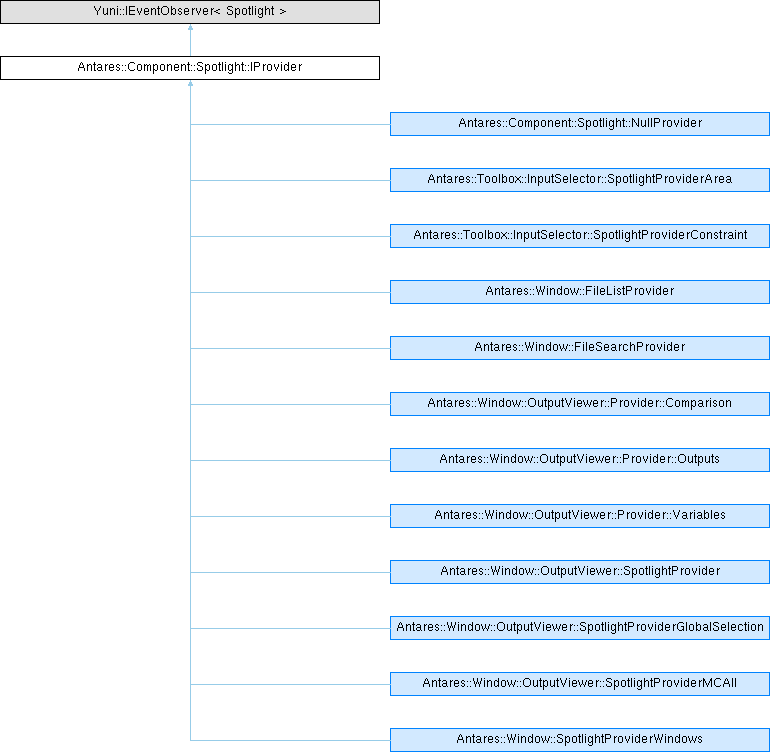 Yuni::IEventObserver< Spotlight >
Antares::Component::Spotlight::IProvider
Antares::Component::Spotlight::NullProvider
Antares::Toolbox::InputSelector::SpotlightProviderArea
Antares::Toolbox::InputSelector::SpotlightProviderConstraint
Antares::Window::FileListProvider
Antares::Window::FileSearchProvider
Antares::Window::OutputViewer::Provider::Comparison
Antares::Window::OutputViewer::Provider::Outputs
Antares::Window::OutputViewer::Provider::Variables
Antares::Window::OutputViewer::SpotlightProvider
Antares::Window::OutputViewer::SpotlightProviderGlobalSelection
Antares::Window::OutputViewer::SpotlightProviderMCAll
Antares::Window::SpotlightProviderWindows